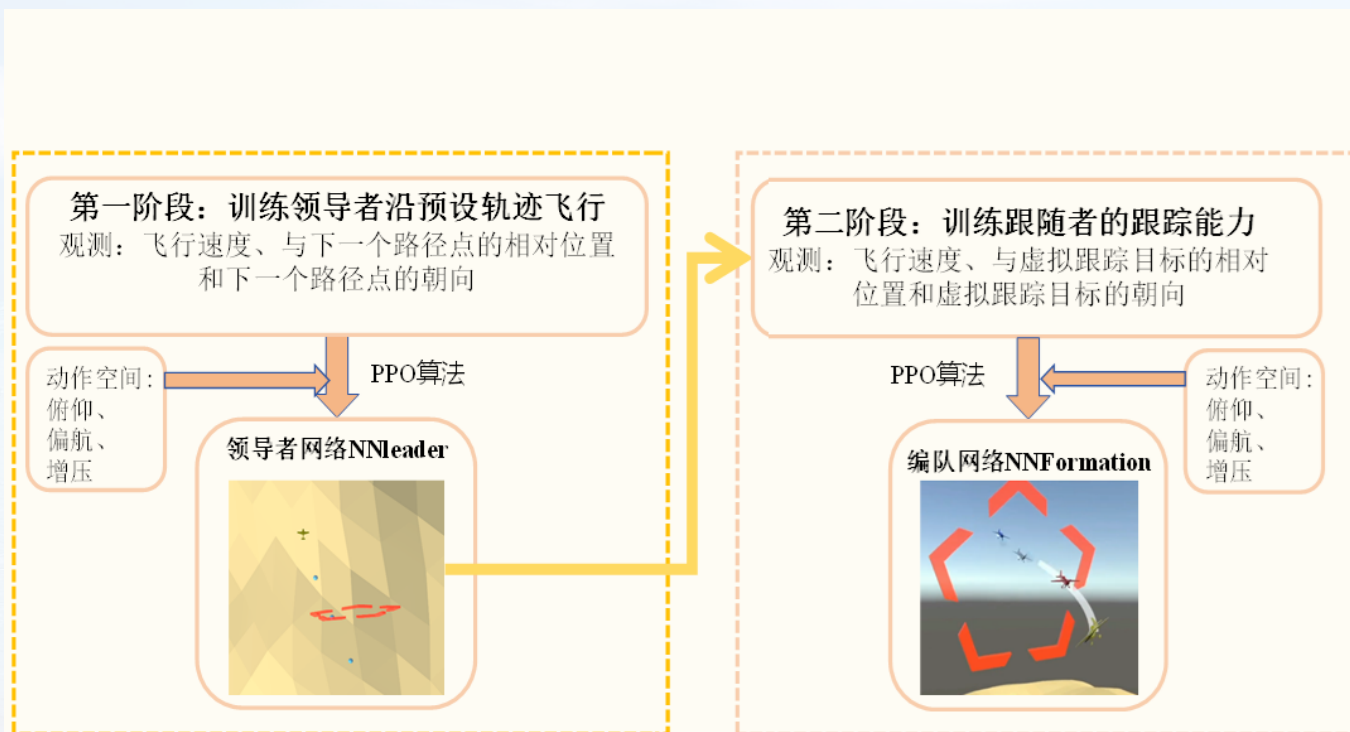 第一阶段：训练领导者沿预设轨迹飞行
观测：飞行速度、与下一个路径点的相对位置
和下一个路径点的朝向
动作空间：
俯仰、
偏航、
增压
PPO算法
领导者网络NNleader
第二阶段：训练跟随者的跟踪能力
观测：飞行速度、与虚拟跟踪目标的相对
位置和虚拟跟踪目标的朝向
PPO算法
动作空间：
俯仰、
偏航、
增压
编队网络NNFormation